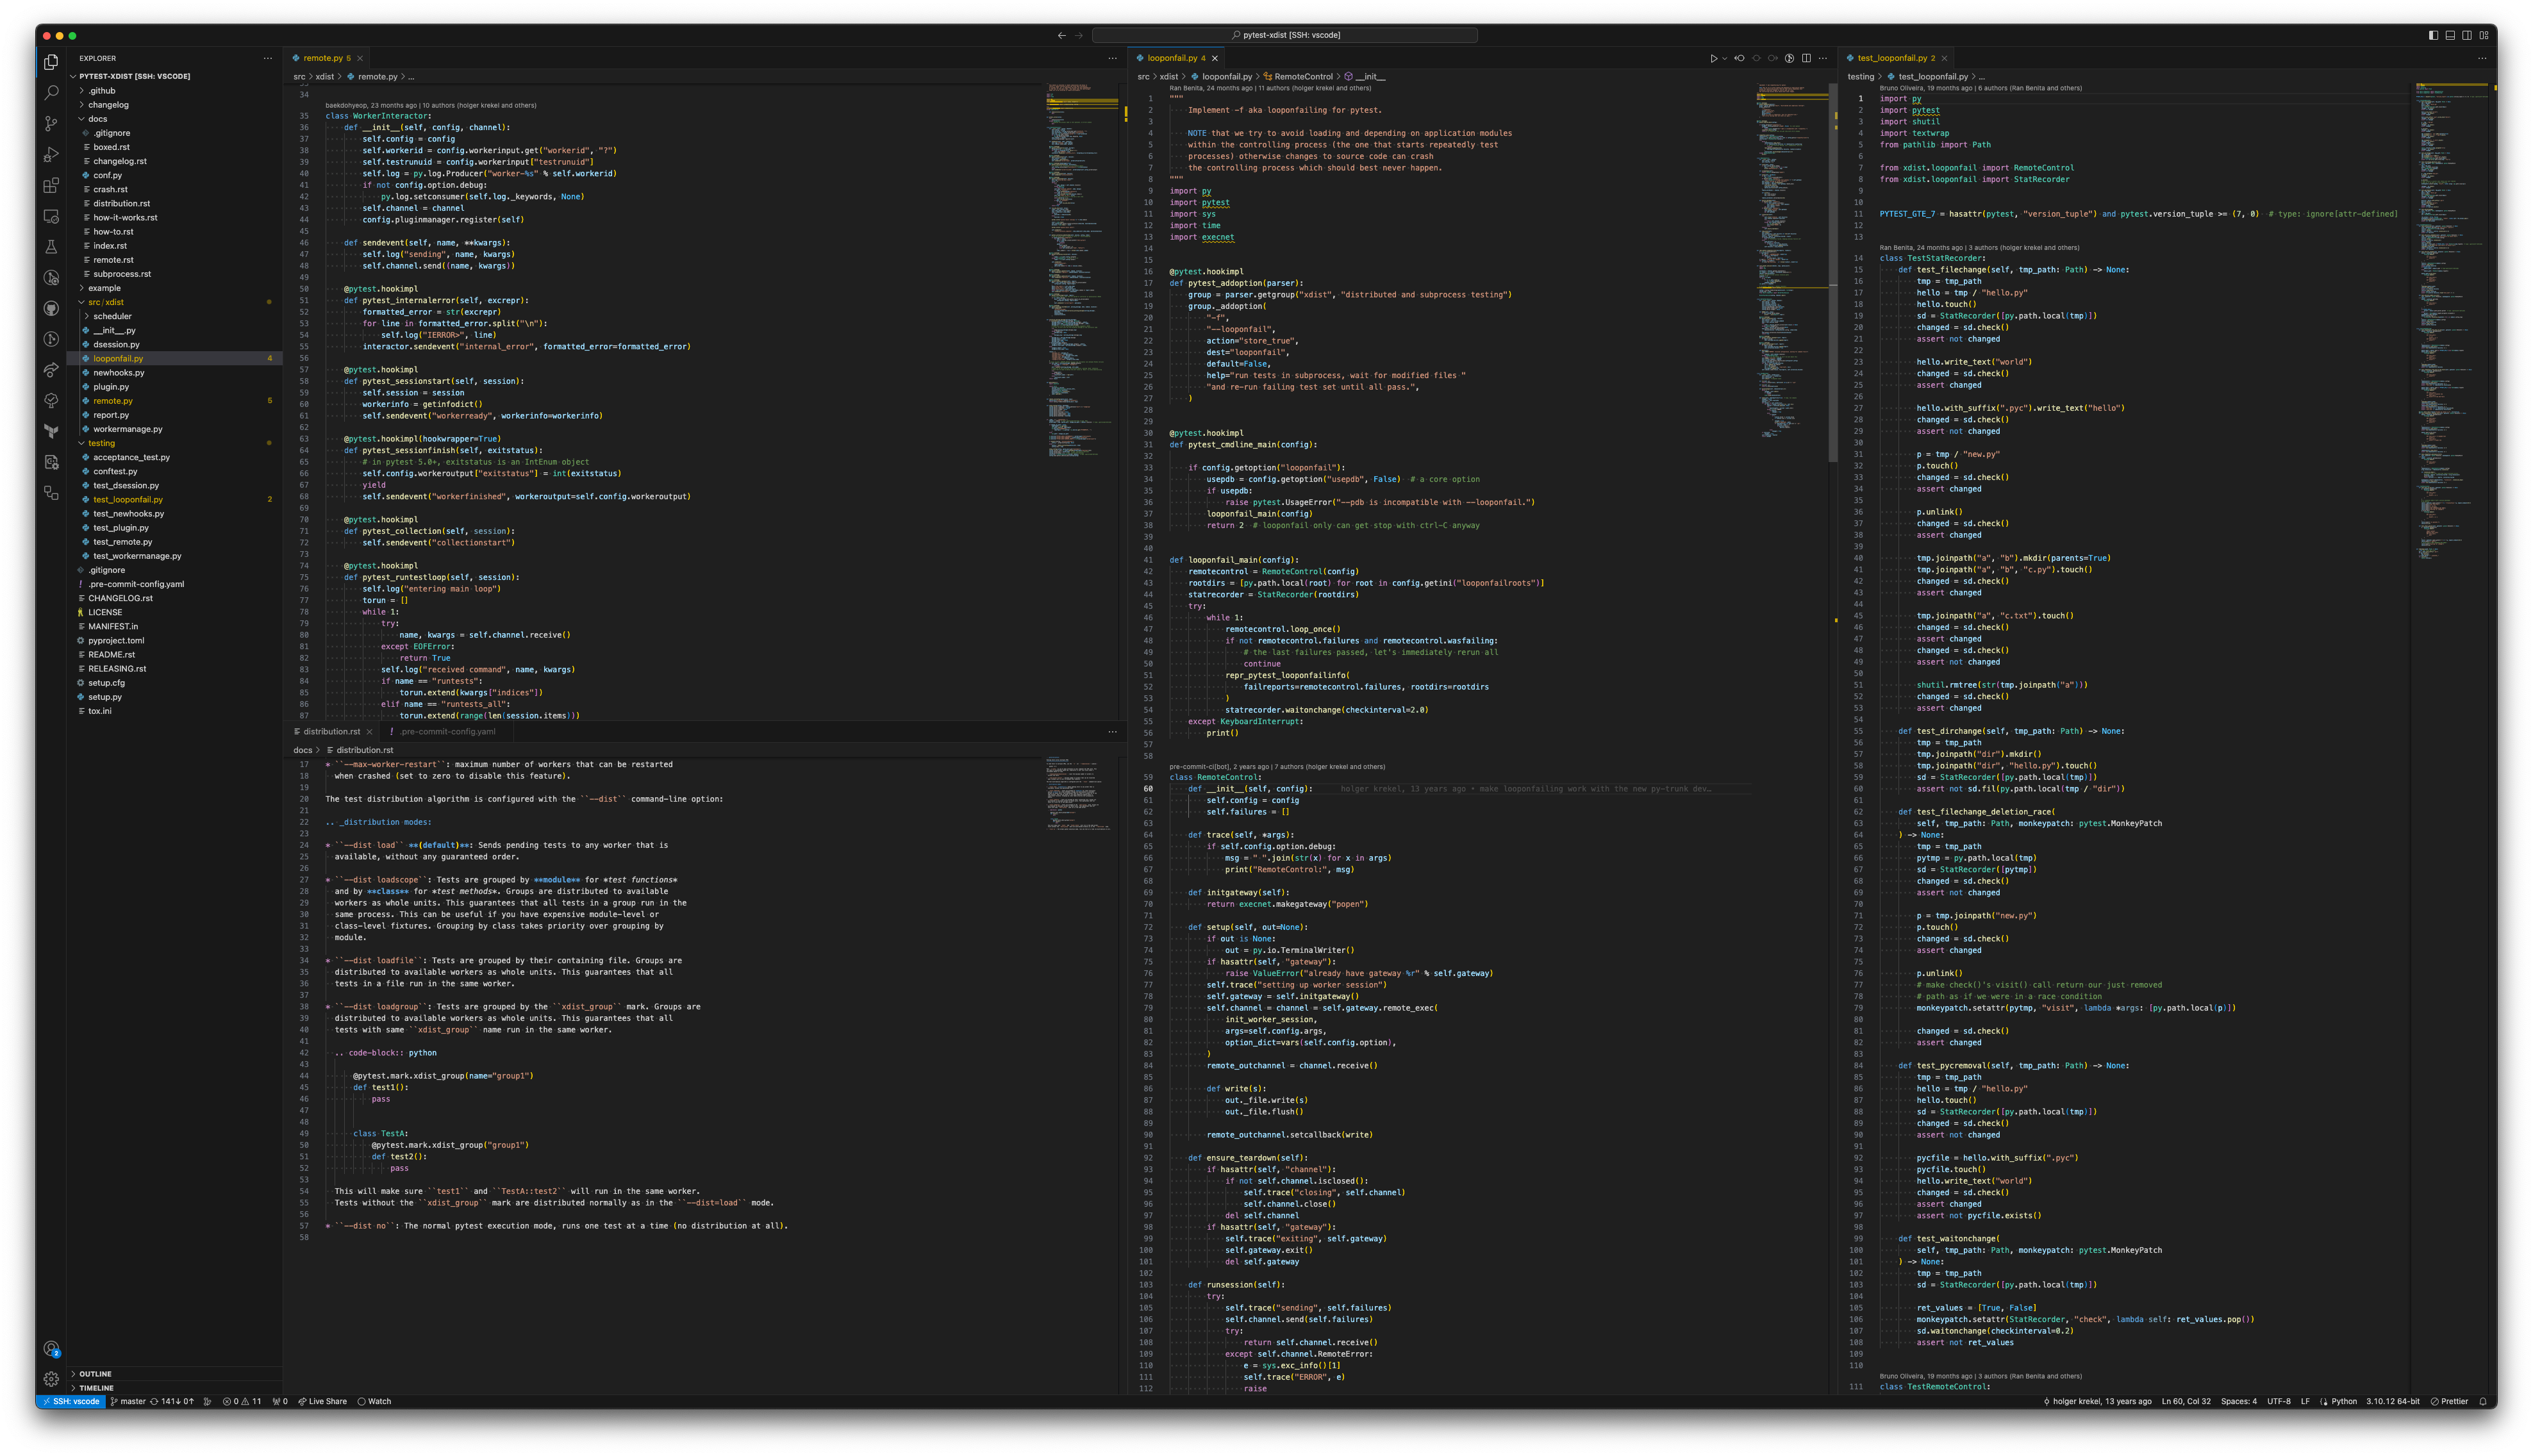 pytest-xdist [SSH: vscode]
EXPLORER
PYTEST-XDIST [SSH: VSCODE]
.github
changelog
docs
.gitignore
boxed.rst
changelog.rst
conf.py
crash.rst
distribution.rst
how-it-works.rst
how-to.rst
index.rst
remote.rst
subprocess.rst
example
src/xdist
scheduler
__init__.py
dsession.py
looponfail.py 4
newhooks.py
plugin.py
remote.py 5
report.py
workermanage.py
testing
acceptance_test.py
conftest.py
test_dsession.py
test_looponfail.py 2
test_newhooks.py
test_plugin.py
test_remote.py
test_workermanage.py
.gitignore
.pre-commit-config.yaml
CHANGELOG.rst
LICENSE
MANIFEST.in
pyproject.toml
README.rst
RELEASING.rst
setup.cfg
setup.py
tox.ini
OUTLINE
TIMELINE
remote.py 5
src > xdist > remote.py > ...
34
baekdohyeop, 23 months ago | 10 authors (holger krekel and others)
35 class WorkerInteractor:
36 def __init__(self, config, channel):
37 self.config = config
38 self.workerid = config.workerinput.get("workerid", "?")
39 self.testrunuid = config.workerinput["testrunuid"]
40 self.log = py.log.Producer("worker-%s" % self.workerid)
41 if not config.option.debug:
42 py.log.setconsumer(self.log._keywords, None)
43 self.channel = channel
44 config.pluginmanager.register(self)
45
46 def sendevent(self, name, **kwargs):
47 self.log("sending", name, kwargs)
48 self.channel.send((name, kwargs))
49
50 @pytest.hookimpl
51 def pytest_internalerror(self, excrepr):
52 formatted_error = str(excrepr)
53 for line in formatted_error.split("\n"):
54 self.log("IERROR>", line)
55 interactor.sendevent("internal_error", formatted_error=formatted_error)
56
57 @pytest.hookimpl
58 def pytest_sessionstart(self, session):
59 self.session = session
60 workerinfo = getinfodict()
61 self.sendevent("workerready", workerinfo=workerinfo)
62
63 @pytest.hookimpl(hookwrapper=True)
64 def pytest_sessionfinish(self, exitstatus):
65 # in pytest 5.0+, exitstatus is an IntEnum object
66 self.config.workeroutput["exitstatus"] = int(exitstatus)
67 yield
68 self.sendevent("workerfinished", workeroutput=self.config.workeroutput)
69
70 @pytest.hookimpl
71 def pytest_collection(self, session):
72 self.sendevent("collectionstart")
73
74 @pytest.hookimpl
75 def pytest_runtestloop(self, session):
76 self.log("entering main loop")
77 torun = []
78 while 1:
79 try:
80 name, kwargs = self.channel.receive()
81 except EOFError:
82 return True
83 self.log("received command", name, kwargs)
84 if name == "runtests":
85 torun.extend(kwargs["indices"])
86 elif name == "runtests_all":
87 torun.extend(range(len(session.items)))
distribution.rst
.pre-commit-config.yaml
docs > distribution.rst
17 * ``--max-worker-restart``: maximum number of workers that can be restarted
18 when crashed (set to zero to disable this feature).
19
20 The test distribution algorithm is configured with the ``--dist`` command-line option:
21
22 .. _distribution modes:
23
24 * ``--dist load`` **(default)**: Sends pending tests to any worker that is
25 available, without any guaranteed order.
26
27 * ``--dist loadscope``: Tests are grouped by **module** for *test functions*
28 and by **class** for *test methods*. Groups are distributed to available
29 workers as whole units. This guarantees that all tests in a group run in the
30 same process. This can be useful if you have expensive module-level or
31 class-level fixtures. Grouping by class takes priority over grouping by
32 module.
33
34 * ``--dist loadfile``: Tests are grouped by their containing file. Groups are
35 distributed to available workers as whole units. This guarantees that all
36 tests in a file run in the same worker.
37
38 * ``--dist loadgroup``: Tests are grouped by the ``xdist_group`` mark. Groups are
39 distributed to available workers as whole units. This guarantees that all
40 tests with same ``xdist_group`` name run in the same worker.
41
42 .. code-block:: python
43
44 @pytest.mark.xdist_group(name="group1")
45 def test1():
46 pass
47
48
49 class TestA:
50 @pytest.mark.xdist_group("group1")
51 def test2():
52 pass
53
54 This will make sure ``test1`` and ``TestA::test2`` will run in the same worker.
55 Tests without the ``xdist_group`` mark are distributed normally as in the ``--dist=load`` mode.
56
57 * ``--dist no``: The normal pytest execution mode, runs one test at a time (no distribution at all).
58
looponfail.py 4
src > xdist > looponfail.py > RemoteControl > __init__
Ran Benita, 24 months ago | 11 authors (holger krekel and others)
1 """
2 Implement -f aka looponfailing for pytest.
3
4 NOTE that we try to avoid loading and depending on application modules
5 within the controlling process (the one that starts repeatedly test
6 processes) otherwise changes to source code can crash
7 the controlling process which should best never happen.
8 """
9 import py
10 import pytest
11 import sys
12 import time
13 import execnet
14
15
16 @pytest.hookimpl
17 def pytest_addoption(parser):
18 group = parser.getgroup("xdist", "distributed and subprocess testing")
19 group._addoption(
20 "-f",
21 "--looponfail",
22 action="store_true",
23 dest="looponfail",
24 default=False,
25 help="run tests in subprocess, wait for modified files "
26 "and re-run failing test set until all pass.",
27 )
28
29
30 @pytest.hookimpl
31 def pytest_cmdline_main(config):
32
33 if config.getoption("looponfail"):
34 usepdb = config.getoption("usepdb", False) # a core option
35 if usepdb:
36 raise pytest.UsageError("--pdb is incompatible with --looponfail.")
37 looponfail_main(config)
38 return 2 # looponfail only can get stop with ctrl-C anyway
39
40
41 def looponfail_main(config):
42 remotecontrol = RemoteControl(config)
43 rootdirs = [py.path.local(root) for root in config.getini("looponfailroots")]
44 statrecorder = StatRecorder(rootdirs)
45 try:
46 while 1:
47 remotecontrol.loop_once()
48 if not remotecontrol.failures and remotecontrol.wasfailing:
49 # the last failures passed, let's immediately rerun all
50 continue
51 repr_pytest_looponfailinfo(
52 failreports=remotecontrol.failures, rootdirs=rootdirs
53 )
54 statrecorder.waitonchange(checkinterval=2.0)
55 except KeyboardInterrupt:
56 print()
57
58
pre-commit-ci[bot], 2 years ago | 7 authors (holger krekel and others)
59 class RemoteControl:
60 def __init__(self, config): holger krekel, 13 years ago • make looponfailing work with the new py-trunk dev…
61 self.config = config
62 self.failures = []
63
64 def trace(self, *args):
65 if self.config.option.debug:
66 msg = " ".join(str(x) for x in args)
67 print("RemoteControl:", msg)
68
69 def initgateway(self):
70 return execnet.makegateway("popen")
71
72 def setup(self, out=None):
73 if out is None:
74 out = py.io.TerminalWriter()
75 if hasattr(self, "gateway"):
76 raise ValueError("already have gateway %r" % self.gateway)
77 self.trace("setting up worker session")
78 self.gateway = self.initgateway()
79 self.channel = channel = self.gateway.remote_exec(
80 init_worker_session,
81 args=self.config.args,
82 option_dict=vars(self.config.option),
83 )
84 remote_outchannel = channel.receive()
85
86 def write(s):
87 out._file.write(s)
88 out._file.flush()
89
90 remote_outchannel.setcallback(write)
91
92 def ensure_teardown(self):
93 if hasattr(self, "channel"):
94 if not self.channel.isclosed():
95 self.trace("closing", self.channel)
96 self.channel.close()
97 del self.channel
98 if hasattr(self, "gateway"):
99 self.trace("exiting", self.gateway)
100 self.gateway.exit()
101 del self.gateway
102
103 def runsession(self):
104 try:
105 self.trace("sending", self.failures)
106 self.channel.send(self.failures)
107 try:
108 return self.channel.receive()
109 except self.channel.RemoteError:
110 e = sys.exc_info()[1]
111 self.trace("ERROR", e)
112 raise
test_looponfail.py 2
testing > test_looponfail.py > ...
Bruno Oliveira, 19 months ago | 6 authors (Ran Benita and others)
1 import py
2 import pytest
3 import shutil
4 import textwrap
5 from pathlib import Path
6
7 from xdist.looponfail import RemoteControl
8 from xdist.looponfail import StatRecorder
9
10
11 PYTEST_GTE_7 = hasattr(pytest, "version_tuple") and pytest.version_tuple >= (7, 0) # type: ignore[attr-defined]
12
13
Ran Benita, 24 months ago | 3 authors (holger krekel and others)
14 class TestStatRecorder:
15 def test_filechange(self, tmp_path: Path) -> None:
16 tmp = tmp_path
17 hello = tmp / "hello.py"
18 hello.touch()
19 sd = StatRecorder([py.path.local(tmp)])
20 changed = sd.check()
21 assert not changed
22
23 hello.write_text("world")
24 changed = sd.check()
25 assert changed
26
27 hello.with_suffix(".pyc").write_text("hello")
28 changed = sd.check()
29 assert not changed
30
31 p = tmp / "new.py"
32 p.touch()
33 changed = sd.check()
34 assert changed
35
36 p.unlink()
37 changed = sd.check()
38 assert changed
39
40 tmp.joinpath("a", "b").mkdir(parents=True)
41 tmp.joinpath("a", "b", "c.py").touch()
42 changed = sd.check()
43 assert changed
44
45 tmp.joinpath("a", "c.txt").touch()
46 changed = sd.check()
47 assert changed
48 changed = sd.check()
49 assert not changed
50
51 shutil.rmtree(str(tmp.joinpath("a")))
52 changed = sd.check()
53 assert changed
54
55 def test_dirchange(self, tmp_path: Path) -> None:
56 tmp = tmp_path
57 tmp.joinpath("dir").mkdir()
58 tmp.joinpath("dir", "hello.py").touch()
59 sd = StatRecorder([py.path.local(tmp)])
60 assert not sd.fil(py.path.local(tmp / "dir"))
61
62 def test_filechange_deletion_race(
63 self, tmp_path: Path, monkeypatch: pytest.MonkeyPatch
64 ) -> None:
65 tmp = tmp_path
66 pytmp = py.path.local(tmp)
67 sd = StatRecorder([pytmp])
68 changed = sd.check()
69 assert not changed
70
71 p = tmp.joinpath("new.py")
72 p.touch()
73 changed = sd.check()
74 assert changed
75
76 p.unlink()
77 # make check()'s visit() call return our just removed
78 # path as if we were in a race condition
79 monkeypatch.setattr(pytmp, "visit", lambda *args: [py.path.local(p)])
80
81 changed = sd.check()
82 assert changed
83
84 def test_pycremoval(self, tmp_path: Path) -> None:
85 tmp = tmp_path
86 hello = tmp / "hello.py"
87 hello.touch()
88 sd = StatRecorder([py.path.local(tmp)])
89 changed = sd.check()
90 assert not changed
91
92 pycfile = hello.with_suffix(".pyc")
93 pycfile.touch()
94 hello.write_text("world")
95 changed = sd.check()
96 assert changed
97 assert not pycfile.exists()
98
99 def test_waitonchange(
100 self, tmp_path: Path, monkeypatch: pytest.MonkeyPatch
101 ) -> None:
102 tmp = tmp_path
103 sd = StatRecorder([py.path.local(tmp)])
104
105 ret_values = [True, False]
106 monkeypatch.setattr(StatRecorder, "check", lambda self: ret_values.pop())
107 sd.waitonchange(checkinterval=0.2)
108 assert not ret_values
109
110
Bruno Oliveira, 19 months ago | 3 authors (Ran Benita and others)
111 class TestRemoteControl:
SSH: vscode master 141↓ 0↑ 0 11 0 Live Share Watch
holger krekel, 13 years ago Ln 60, Col 32 Spaces: 4 UTF-8 LF Python 3.10.12 64-bit Prettier